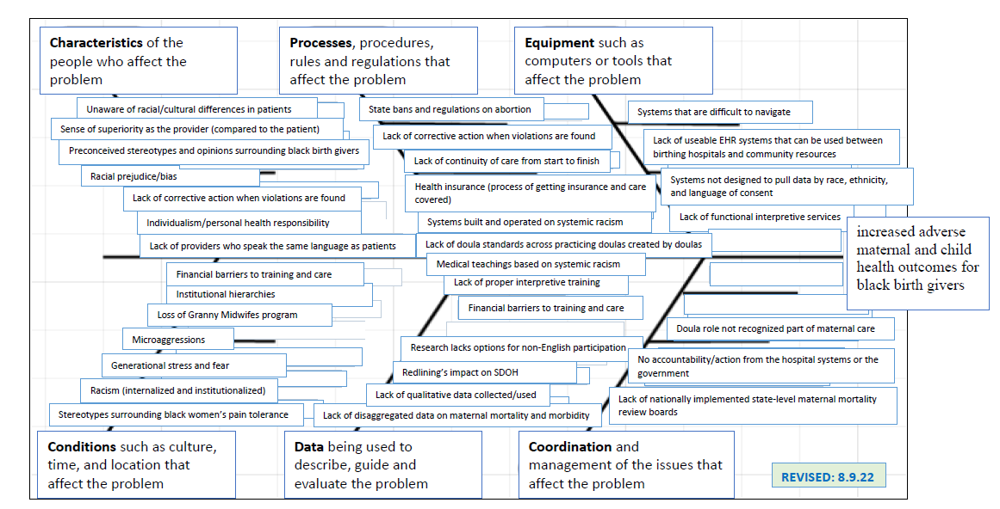 Characteristics of the
people who affect the
problem
Processes, procedures,
rules and regulations that
affect the problem
Equipment such as
computers or tools that
affect the problem
Unaware of racial/cultural differences in patients
Sense of superiority as the provider (compared to the patient)
Preconceived stereotypes and opinions surrounding black birth givers
Racial prejudice/bias
Lack of corrective action when violations are found
Individualism/personal health responsibility
Lack of providers who speak the same language as patients
State bans and regulations on abortion
Lack of corrective action when violations are found
Lack of continuity of care from start to finish
Health insurance (process of getting insurance and care
covered)
Systems built and operated on systemic racism
Lack of doula standards across practicing doulas created by doulas
Systems that are difficult to navigate
Lack of useable EHR systems that can be used between
birthing hospitals and community resources
Systems not designed to pull data by race, ethnicity,
and language of consent
Lack of functional interpretive services
increased adverse
maternal and child
health outcomes for
black birth givers
Financial barriers to training and care
Institutional hierarchies
Loss of Granny Midwifes program
Microaggressions
Generational stress and fear
Racism (internalized and institutionalized)
Stereotypes surrounding black women's pain tolerance
Medical teachings based on systemic racism
Lack of proper interpretive training
Financial barriers to training and care
Research lacks options for non-English participation
Redlining's impact on SDOH
Lack of qualitative data collected/used
Lack of disaggregated data on maternal mortality and morbidity
Doula role not recognized part of maternal care
No accountability/action from the hospital systems or the
government
Lack of nationally implemented state-level maternal mortality
review boards
Conditions such as culture,
time, and location that
affect the problem
Data being used to
describe, guide and
evaluate the problem
Coordination and
management of the issues that
affect the problem
REVISED: 8.9.22